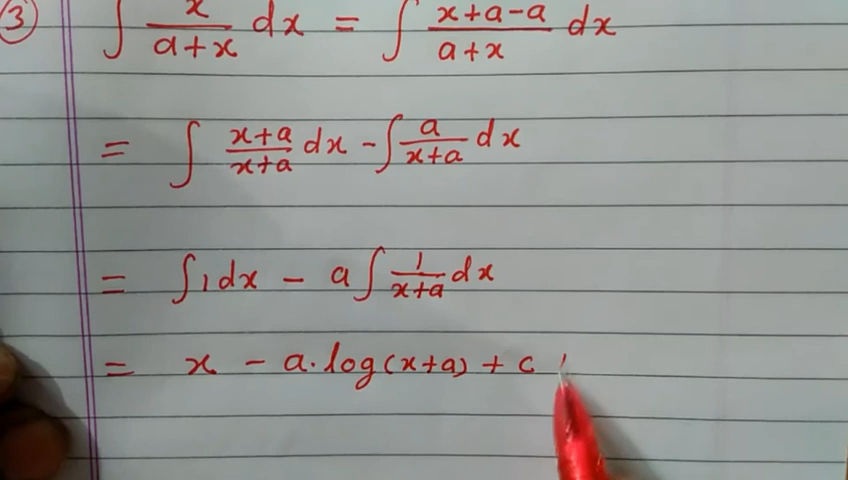 ③ ∫ x/(a+x) dx = ∫ (x+a-a)/(a+x) dx
= ∫ (x+a)/(x+a) dx - ∫ a/(x+a) dx
= ∫ 1 dx - a ∫ 1/(x+a) dx
= x - a. log(x+a) + c